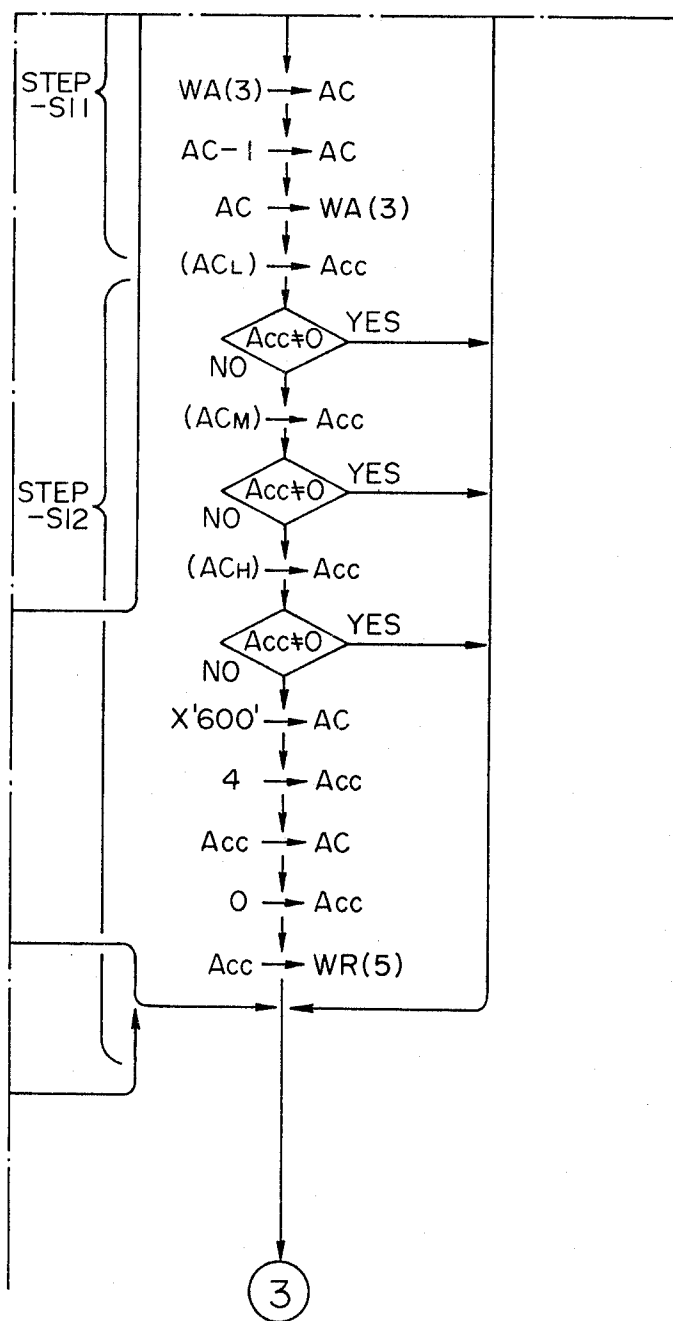 STEP
-S11
WA(3) → AC
AC-1 → AC
AC → WA(3)
(ACL) → Acc
Acc≠0 YES
NO
(ACM) → Acc
Acc≠0 YES
NO
STEP
-S12
(ACH) → Acc
Acc≠0 YES
NO
X'600' → AC
4 → Acc
Acc → AC
0 → Acc
Acc → WR(5)
3